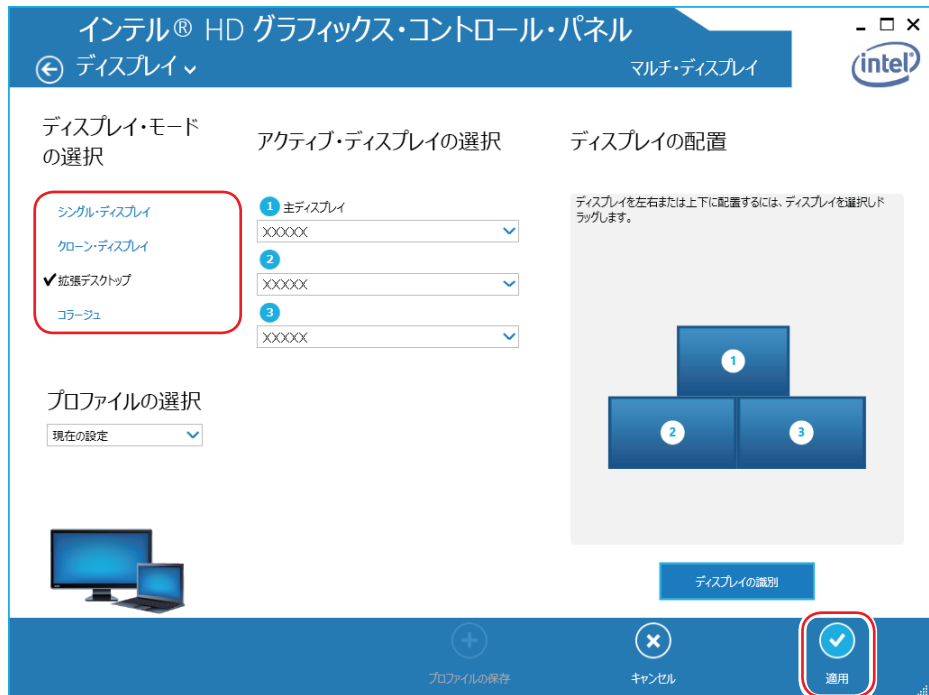 インテル® HD グラフィックス・コントロール・パネル
ディスプレイ
マルチ・ディスプレイ
intel
ディスプレイ・モード
の選択
シングル・ディスプレイ
クローン・ディスプレイ
拡張デスクトップ
コラージュ
プロファイルの選択
現在の設定
アクティブ・ディスプレイの選択
1 主ディスプレイ
XXXXX
2
XXXXX
3
XXXXX
ディスプレイの配置
ディスプレイを左右または上下に配置するには、ディスプレイを選択しド
ラッグします。
1
2 3
ディスプレイの識別
プロファイルの保存
キャンセル
適用